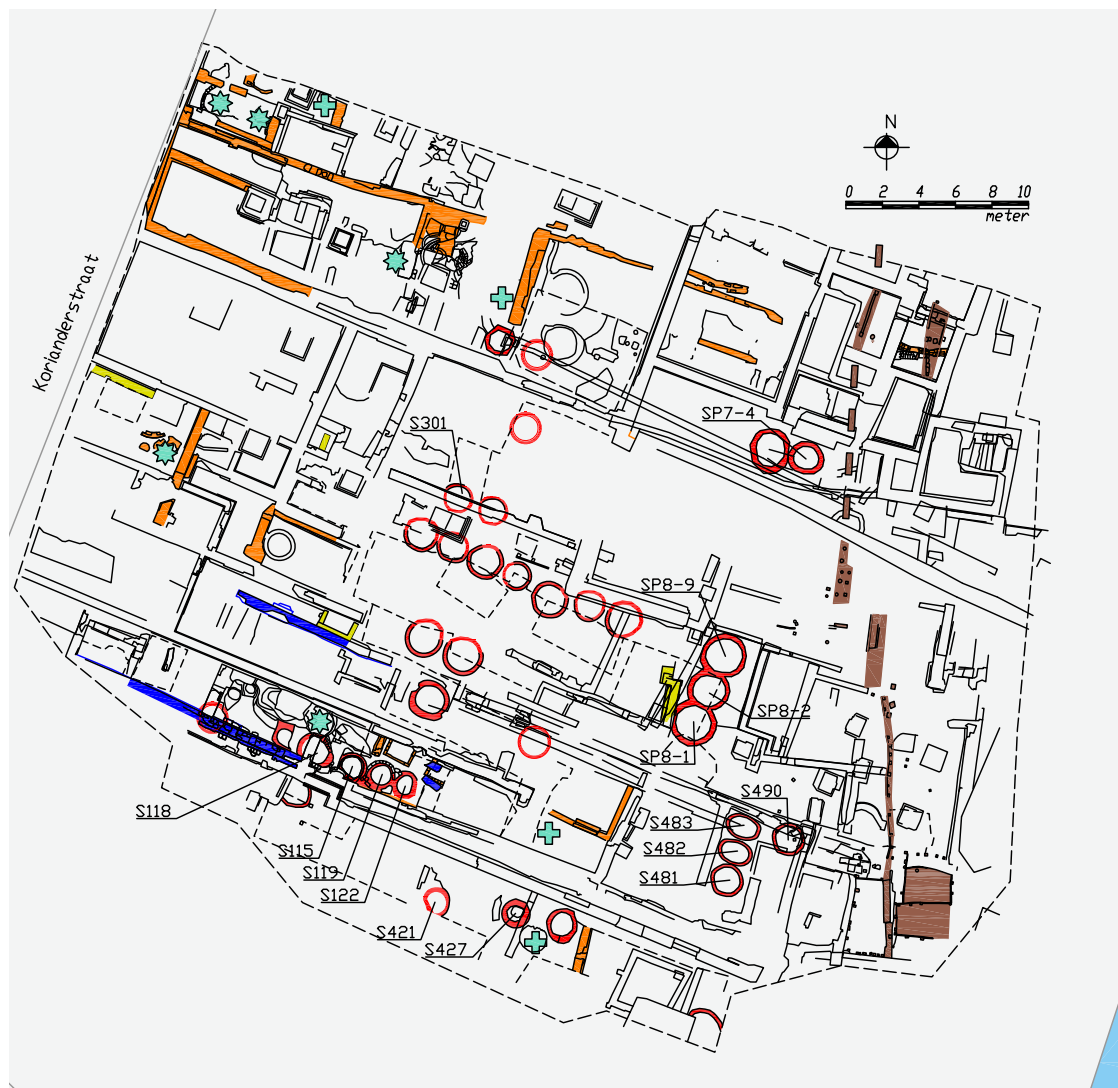 N
0 2 4 6 8 10
meter
Korianderstraat
SP7-4
S301
SP8-9
SP8-2
SP8-1
S490
S483
S482
S481
S118
S115
S119
S122
S421
S427